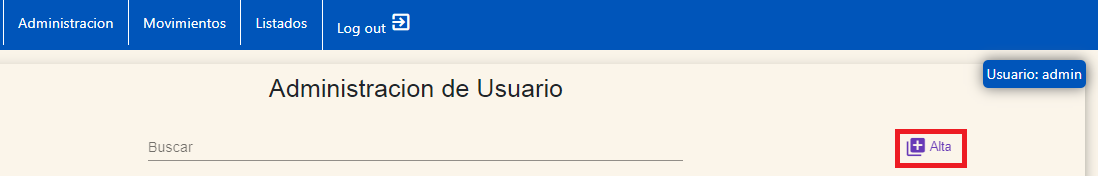 Administracion
Movimientos
Listados
Log out
Usuario: admin
Administracion de Usuario
Buscar
Alta